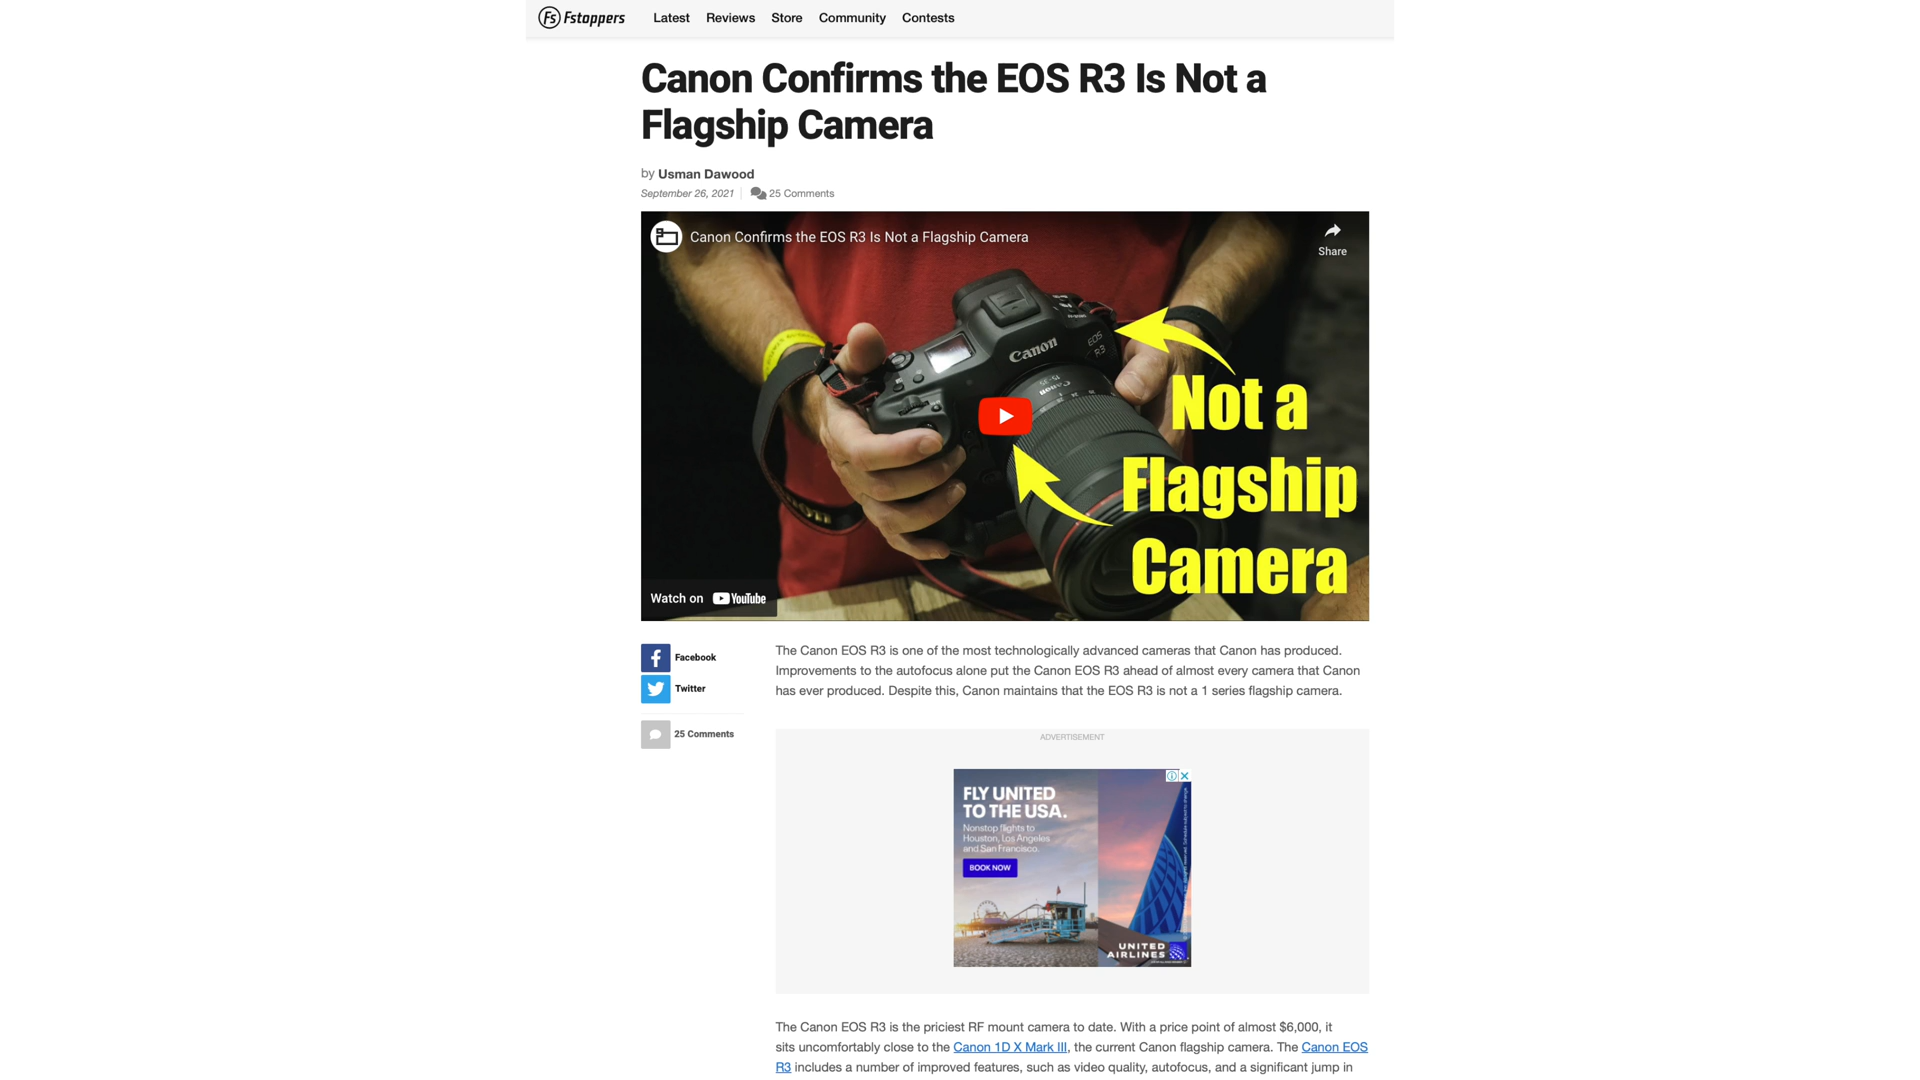 Fs Fstoppers Latest Reviews Store Community Contests
Canon Confirms the EOS R3 Is Not a
Flagship Camera
by Usman Dawood
September 26, 2021 25 Comments
Canon Confirms the EOS R3 Is Not a Flagship Camera
Share
Canon
EOS
R3
Canon
15-35
Not a
Flagship
Camera
Watch on YouTube
Facebook
Twitter
25 Comments
The Canon EOS R3 is one of the most technologically advanced cameras that Canon has produced.
Improvements to the autofocus alone put the Canon EOS R3 ahead of almost every camera that Canon
has ever produced. Despite this, Canon maintains that the EOS R3 is not a 1 series flagship camera.
ADVERTISEMENT
FLY UNITED
TO THE USA.
Nonstop flights to
Houston, Los Angeles
and San Francisco.
BOOK NOW
UNITED
AIRLINES
The Canon EOS R3 is the priciest RF mount camera to date. With a price point of almost $6,000, it
sits uncomfortably close to the Canon 1D X Mark III, the current Canon flagship camera. The Canon EOS
R3 includes a number of improved features, such as video quality, autofocus, and a significant jump in